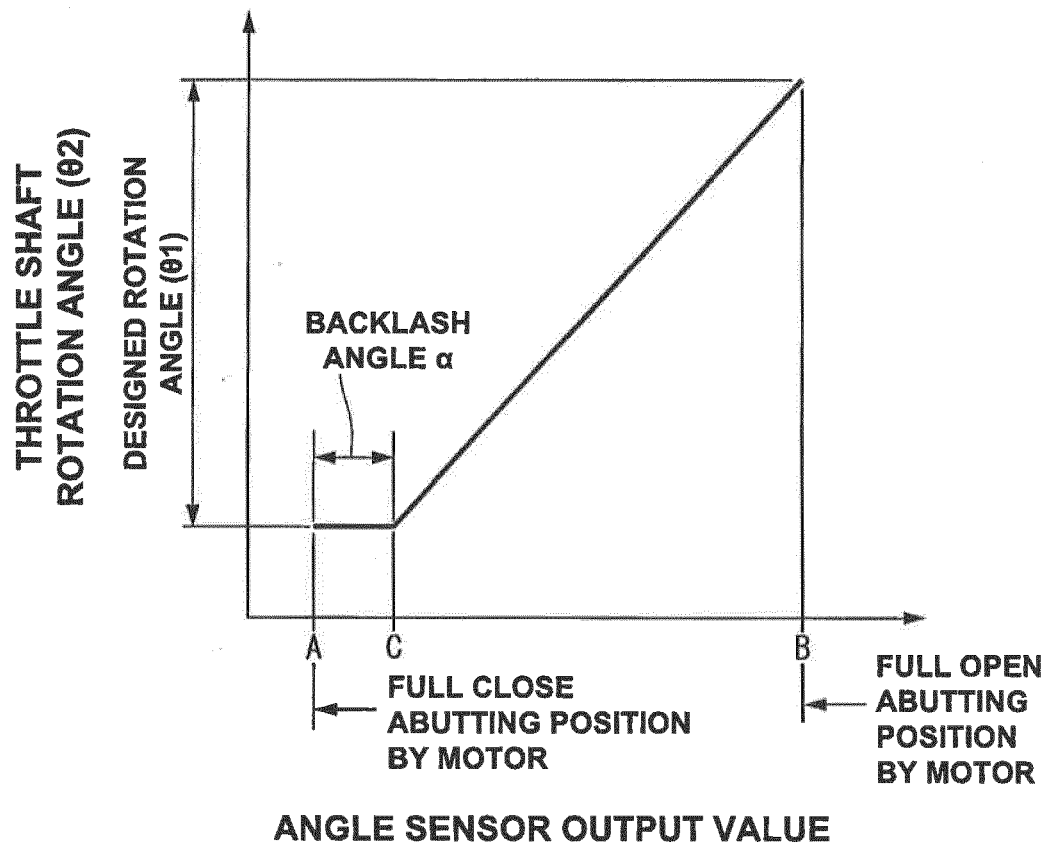 THROTTLE SHAFT
ROTATION ANGLE (θ2)
DESIGNED ROTATION
ANGLE (θ1)
BACKLASH
ANGLE α
A
C
B
FULL CLOSE
ABUTTING POSITION
BY MOTOR
FULL OPEN
ABUTTING
POSITION
BY MOTOR
ANGLE SENSOR OUTPUT VALUE